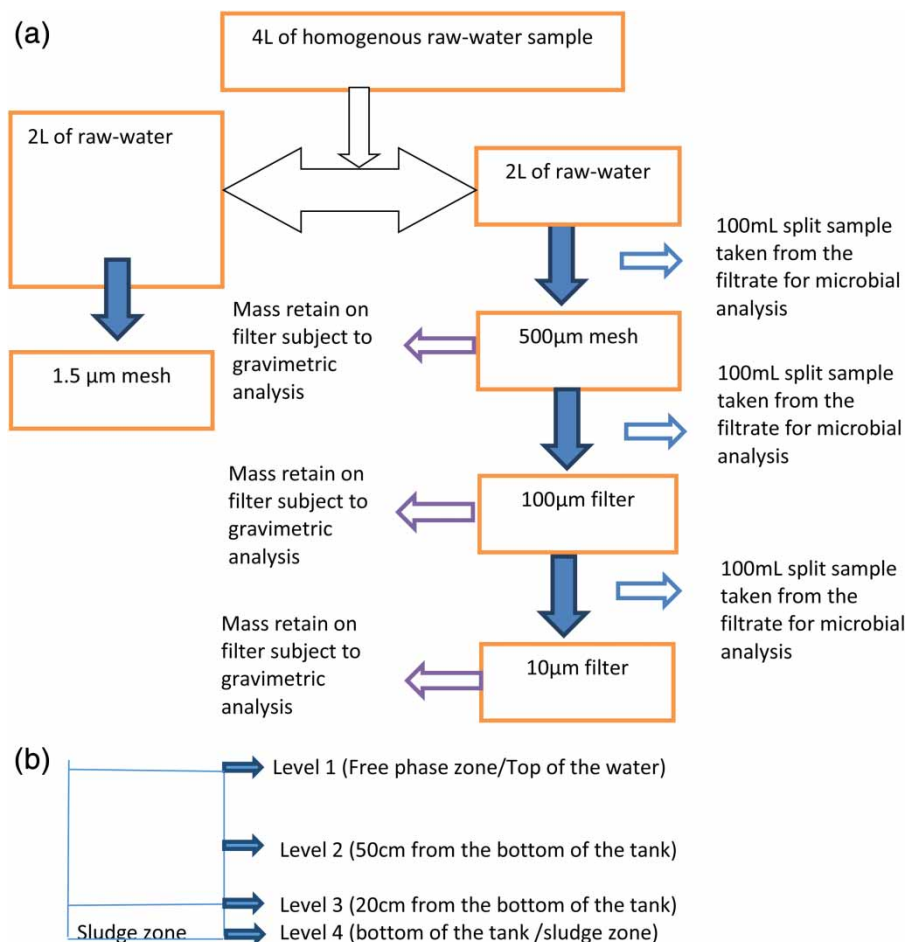 (a)
4L of homogenous raw-water sample
2L of raw-water
2L of raw-water
100mL split sample
taken from the
filtrate for microbial
analysis
Mass retain on
filter subject to
gravimetric
analysis
500µm mesh
1.5 µm mesh
100mL split sample
taken from the
filtrate for microbial
analysis
Mass retain on
filter subject to
gravimetric
analysis
100µm filter
100mL split sample
taken from the
filtrate for microbial
analysis
Mass retain on
filter subject to
gravimetric
analysis
10µm filter
(b)
Level 1 (Free phase zone/Top of the water)
Level 2 (50cm from the bottom of the tank)
Level 3 (20cm from the bottom of the tank)
Sludge zone
Level 4 (bottom of the tank /sludge zone)